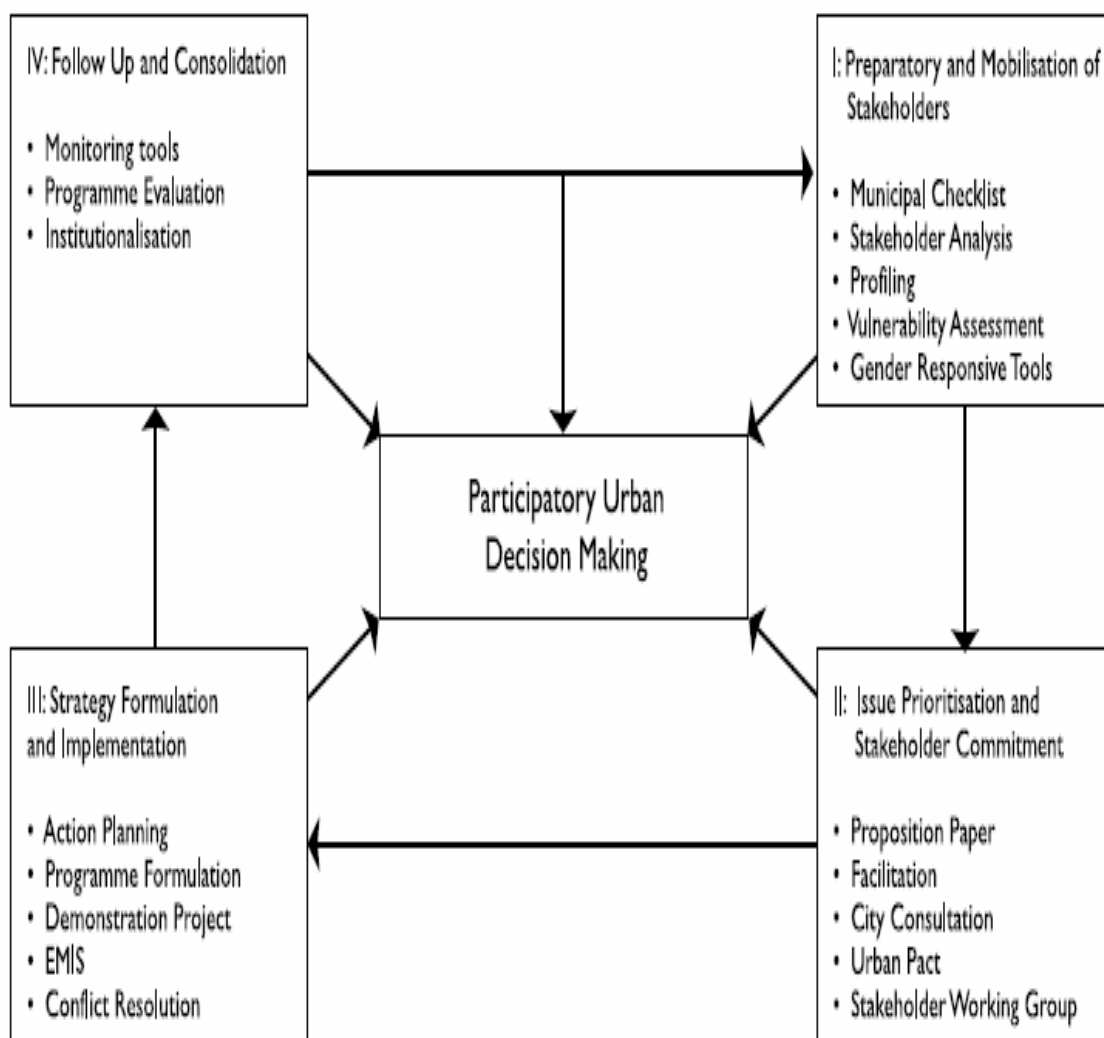 IV: Follow Up and Consolidation
• Monitoring tools
• Programme Evaluation
• Institutionalisation
I: Preparatory and Mobilisation of
Stakeholders
• Municipal Checklist
• Stakeholder Analysis
• Profiling
• Vulnerability Assessment
• Gender Responsive Tools
Participatory Urban
Decision Making
III: Strategy Formulation
and Implementation
• Action Planning
• Programme Formulation
• Demonstration Project
• EMIS
• Conflict Resolution
II: Issue Prioritisation and
Stakeholder Commitment
• Proposition Paper
• Facilitation
• City Consultation
• Urban Pact
• Stakeholder Working Group